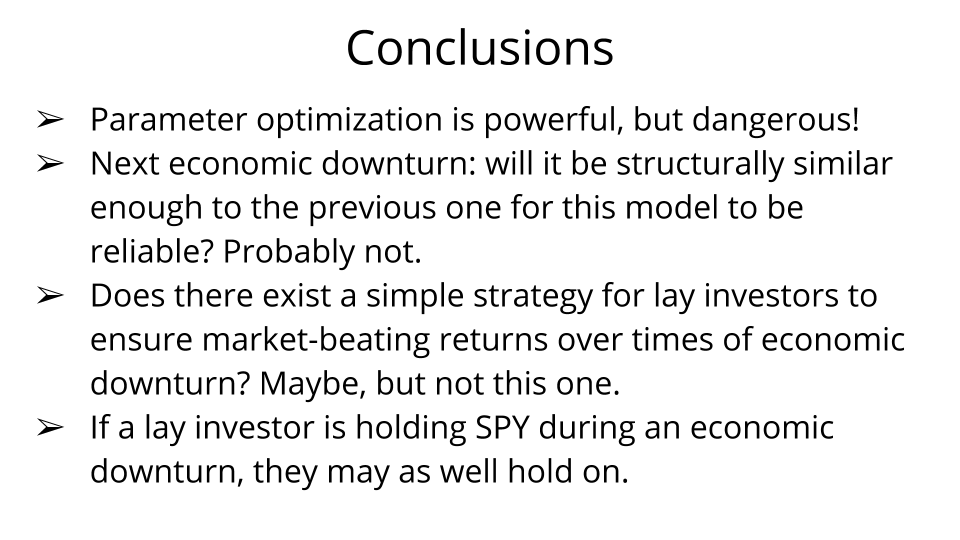 Conclusions
➢ Parameter optimization is powerful, but dangerous!
➢ Next economic downturn: will it be structurally similar
enough to the previous one for this model to be
reliable? Probably not.
➢ Does there exist a simple strategy for lay investors to
ensure market-beating returns over times of economic
downturn? Maybe, but not this one.
➢ If a lay investor is holding SPY during an economic
downturn, they may as well hold on.